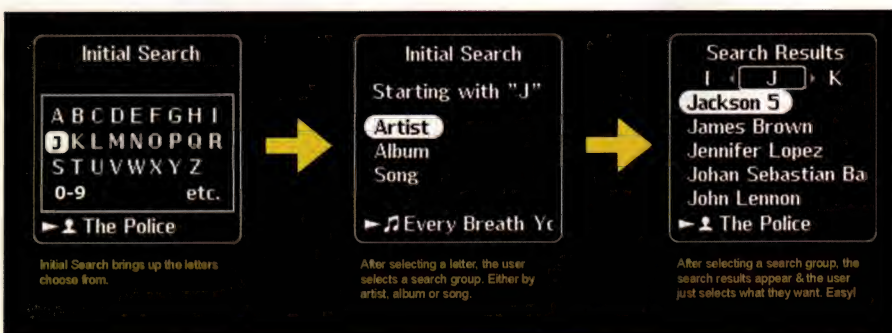 Initial Search
A B C D E F G H I
J K L M N O P Q R
S T U V W X Y Z
0-9 etc.
The Police
Initial Search brings up the letters
choose from.
Initial Search
Starting with "J"
Artist
Album
Song
Every Breath Yo
After selecting a letter, the user
selects a search group. Either by
artist, album or song.
Search Results
I J K
Jackson 5
James Brown
Jennifer Lopez
Johan Sebastian Ba
John Lennon
The Police
After selecting a search group, the
search results appear & the user
just selects what they want. Easy!